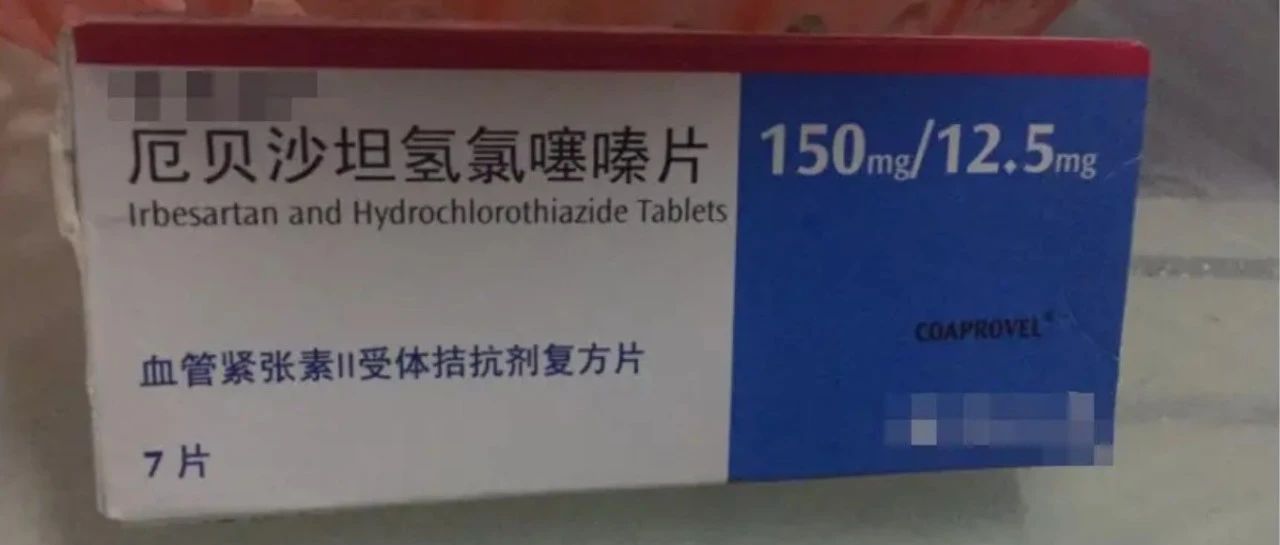 厄贝沙坦氢氯噻嗪片
Irbesartan and Hydrochlorothiazide Tablets
血管紧张素II受体拮抗剂复方片
7 片
150mg/12.5mg
COAPROVEL®